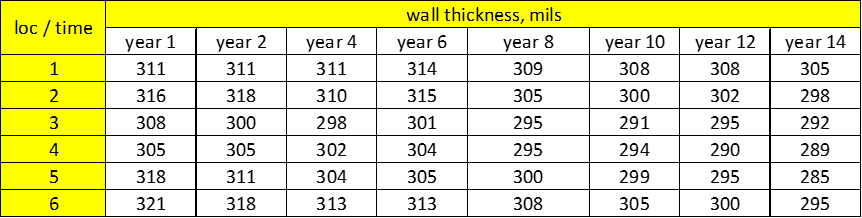 loc / time wall thickness, mils
year 1 year 2 year 4 year 6 year 8 year 10 year 12 year 14
1 311 311 311 314 309 308 308 305
2 316 318 310 315 305 300 302 298
3 308 300 298 301 295 291 295 292
4 305 305 302 304 295 294 290 289
5 318 311 304 305 300 299 295 285
6 321 318 313 313 308 305 300 295